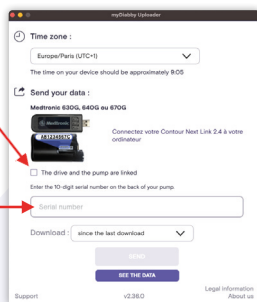 myDiabby Uploader
Time zone :
Europe/Paris (UTC+1)
The time on your device should be approximately 9:05
Send your data :
Medtronic 630G, 640G ou 670G
Connectez votre Contour Next Link 2.4 à votre
ordinateur
AB1234567C
The drive and the pump are linked
Enter the 10-digit serial number on the back of your pump.
Serial number
Download :
since the last download
SEND
SEE THE DATA
Support
v2.36.0
Legal information
About us